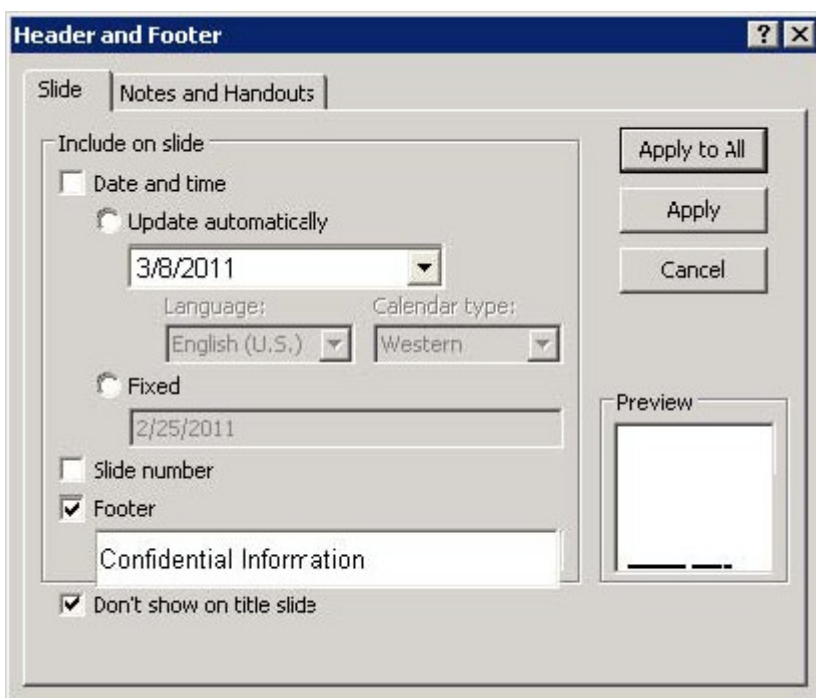 Header and Footer
Slide
Notes and Handouts
Include on slide
Date and time
Update automatically
3/8/2011
Language:
Calendar type:
English (U.S.)
Western
Fixed
2/25/2011
Slide number
Footer
Confidential Information
Don't show on title slide
Apply to All
Apply
Cancel
Preview